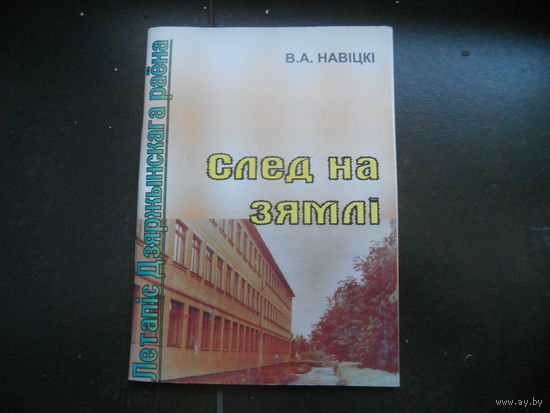 В.А. НАВІЦКІ
След на
зямлі
Летапіс Дзяржынскага раёна
www.ay.by